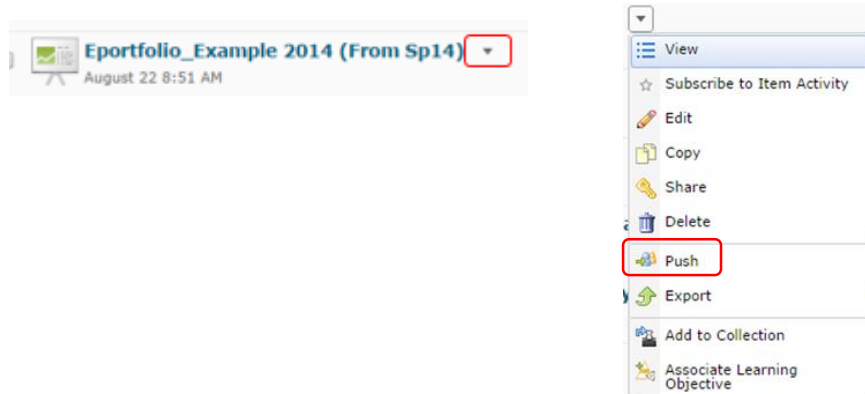 Eportfolio_Example 2014 (From Sp14)
August 22 8:51 AM
View
Subscribe to Item Activity
Edit
Copy
Share
Delete
Push
Export
Add to Collection
Associate Learning
Objective